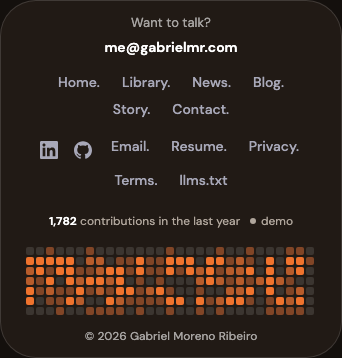 Want to talk?
me@gabrielmr.com
Home. Library. News. Blog.
Story. Contact.
in Email. Resume. Privacy.
Terms. llms.txt
1,782 contributions in the last year demo
© 2026 Gabriel Moreno Ribeiro